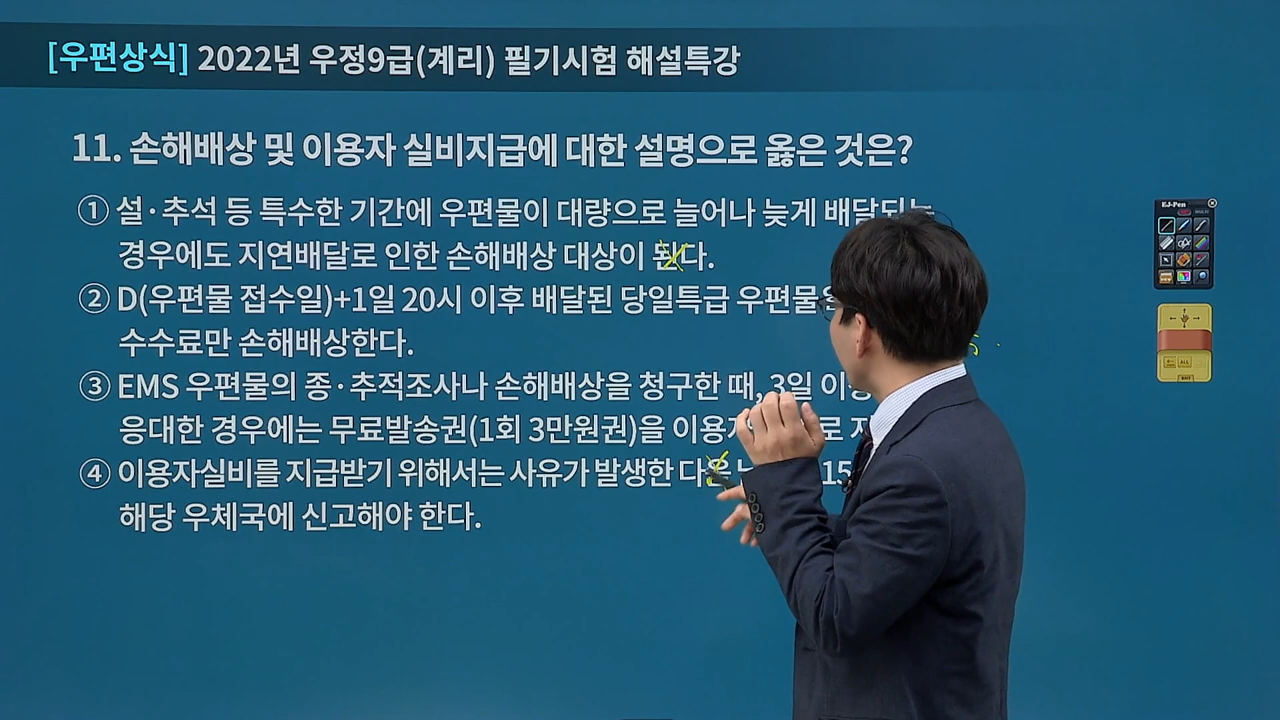 [우편상식] 2022년 우정9급(계리) 필기시험 해설특강
11. 손해배상 및 이용자 실비지급에 대한 설명으로 옳은 것은?
① 설·추석 등 특수한 기간에 우편물이 대량으로 늘어나 늦게 배달되는
경우에도 지연배달로 인한 손해배상 대상이 된다.
② D(우편물 접수일)+1일 20시 이후 배달된 당일특급 우편물은
수수료만 손해배상한다.
③ EMS 우편물의 종·추적조사나 손해배상을 청구한 때, 3일 이상
응대한 경우에는 무료발송권(1회 3만원권)을
④ 이용자실비를 지급받기 위해서는 사유가 발생한 다음 15
해당 우체국에 신고해야 한다.
EJ-Pen
ALL